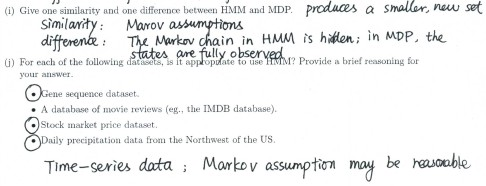 (i) Give one similarity and one difference between HMM and MDP. produces a smaller, new set
Similarity: Marov assumptions
difference: The Markov chain in HMM is hidden; in MDP, the
states are fully observed
(j) For each of the following datasets, is it appropriate to use HMM? Provide a brief reasoning for
your answer.
Gene sequence dataset.
• A database of movie reviews (eg., the IMDB database).
Stock market price dataset.
Daily precipitation data from the Northwest of the US.
Time-series data; Markov assumption may be reasonable